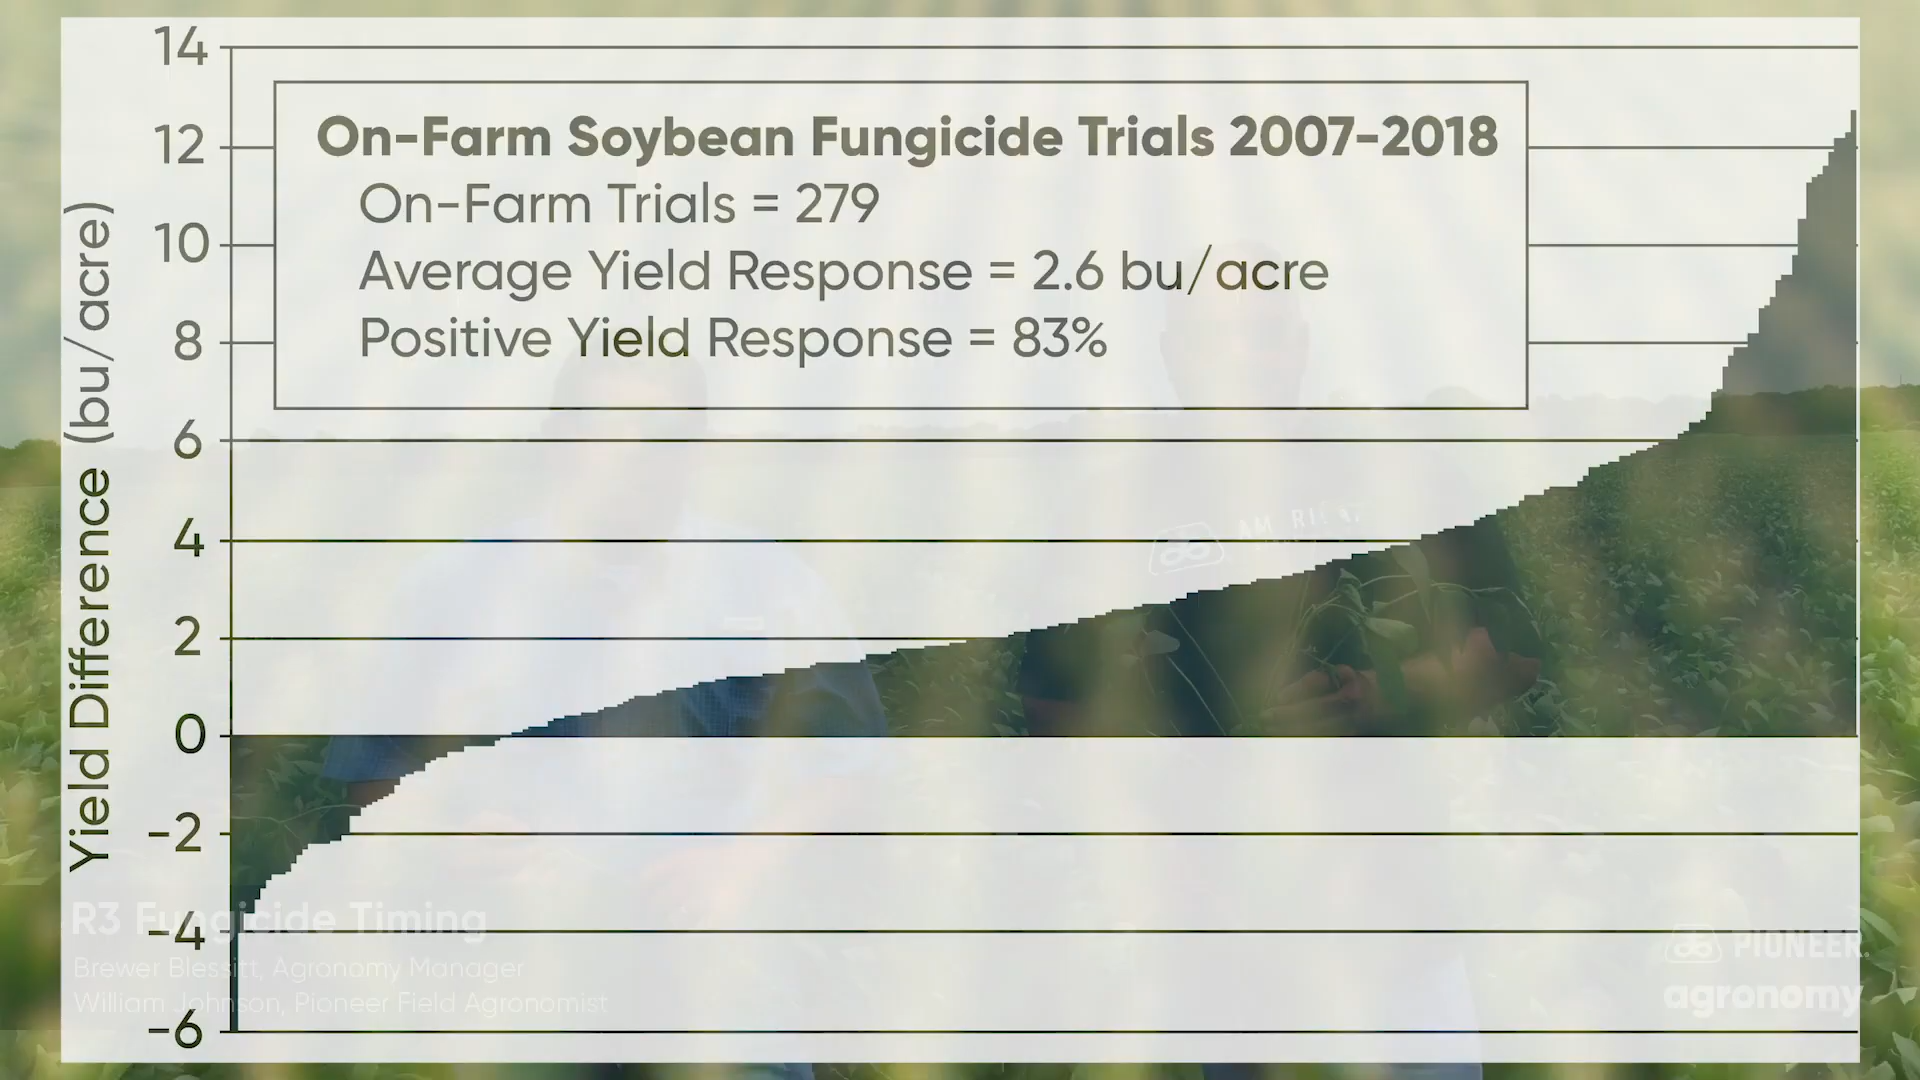 14
On-Farm Soybean Fungicide Trials 2007-2018
12
On-Farm Trials = 279
10
Average Yield Response = 2.6 bu/acre
8
Positive Yield Response = 83%
6
4
2
0
-2
-4
-6
Yield Difference (bu/acre)
AMERICA.
R3 Fungicide Timing
Brewer Blessitt, Agronomy Manager
William Johnson, Pioneer Field Agronomist
PIONEER.
agronomy